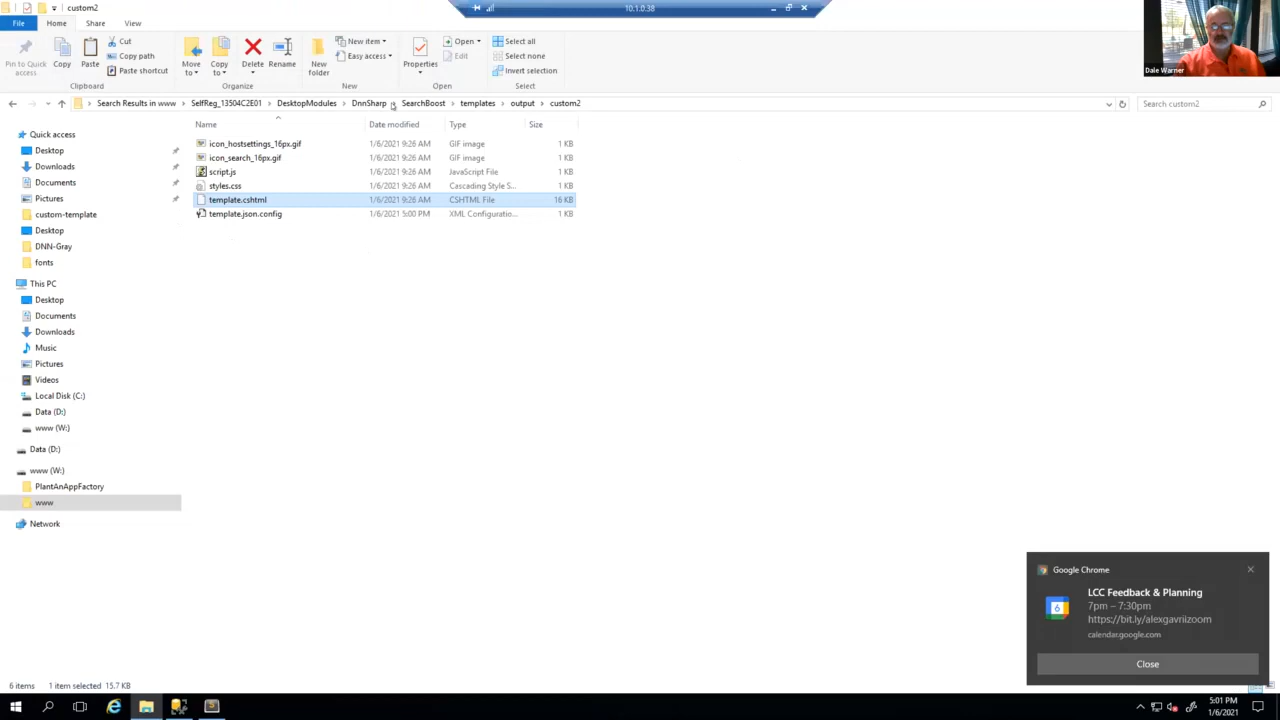 custom2
10.1.0.38
File
Home
Share
View
Pin to Quick access
Copy
Paste
Cut
Copy path
Paste shortcut
Clipboard
Move to
Copy to
Delete
Rename
Organize
New folder
New item
Easy access
New
Properties
Open
Edit
Open
Select all
Select none
Invert selection
Select
Dale Warner
Search Results in www
SelfReg_13504C2E01
DesktopModules
DnnSharp
SearchBoost
templates
output
custom2
Search custom2
Name
Date modified
Type
Size
icon_hostsettings_16px.gif 1/6/2021 9:26 AM GIF image 1 KB
icon_search_16px.gif 1/6/2021 9:26 AM GIF image 1 KB
script.js 1/6/2021 9:26 AM JavaScript File 1 KB
styles.css 1/6/2021 9:26 AM Cascading Style S... 1 KB
template.cshtml 1/6/2021 9:26 AM CSHTML File 16 KB
template.json.config 1/6/2021 5:00 PM XML Configuratio... 1 KB
Quick access
Desktop
Downloads
Documents
Pictures
custom-template
Desktop
DNN-Gray
fonts
This PC
Desktop
Documents
Downloads
Music
Pictures
Videos
Local Disk (C:)
Data (D:)
www (W:)
Data (D:)
www (W:)
PlantAnAppFactory
www
Network
Google Chrome
LCC Feedback & Planning
7pm – 7:30pm
https://bit.ly/alexgavriizoom
calendar.google.com
Close
6 items
1 item selected 15.7 KB
6
5:01 PM
1/6/2021